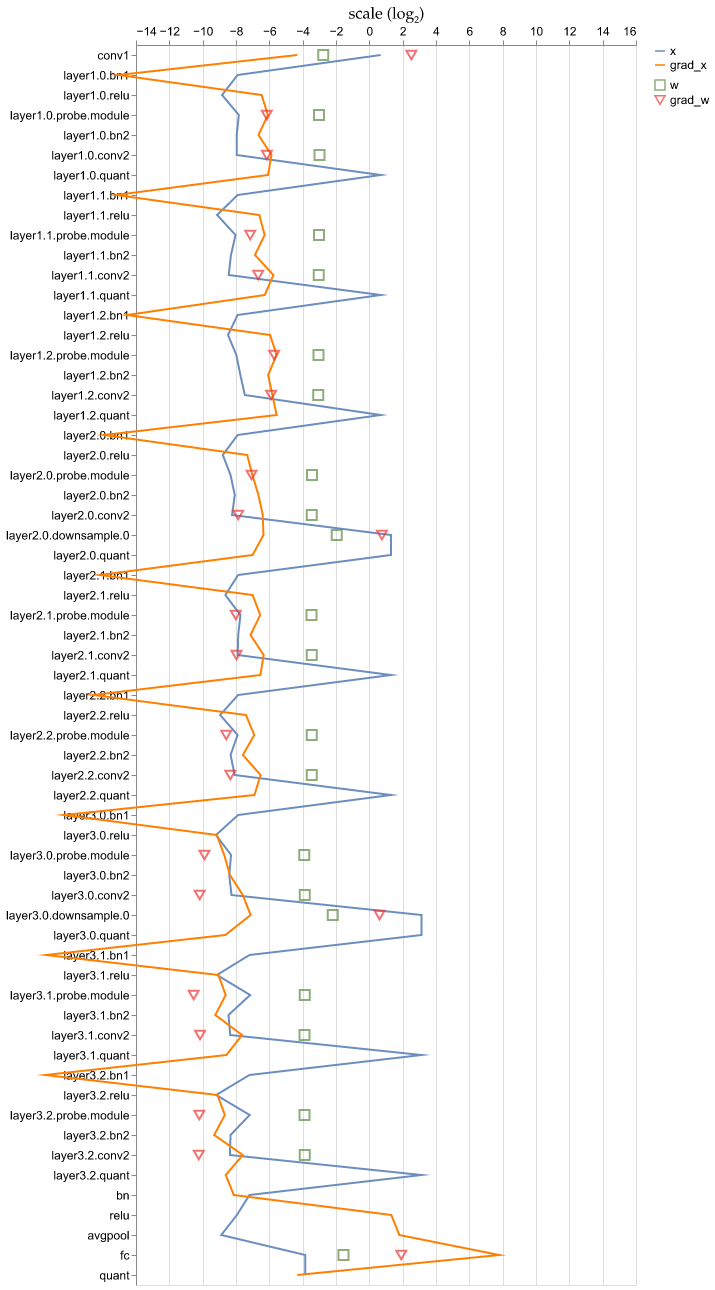 scale (log₂)
−14 −12 −10 −8 −6 −4 −2 0 2 4 6 8 10 12 14 16
x
grad_x
w
grad_w
conv1
layer1.0.bn1
layer1.0.relu
layer1.0.probe.module
layer1.0.bn2
layer1.0.conv2
layer1.0.quant
layer1.1.bn1
layer1.1.relu
layer1.1.probe.module
layer1.1.bn2
layer1.1.conv2
layer1.1.quant
layer1.2.bn1
layer1.2.relu
layer1.2.probe.module
layer1.2.bn2
layer1.2.conv2
layer1.2.quant
layer2.0.bn1
layer2.0.relu
layer2.0.probe.module
layer2.0.bn2
layer2.0.conv2
layer2.0.downsample.0
layer2.0.quant
layer2.1.bn1
layer2.1.relu
layer2.1.probe.module
layer2.1.bn2
layer2.1.conv2
layer2.1.quant
layer2.2.bn1
layer2.2.relu
layer2.2.probe.module
layer2.2.bn2
layer2.2.conv2
layer2.2.quant
layer3.0.bn1
layer3.0.relu
layer3.0.probe.module
layer3.0.bn2
layer3.0.conv2
layer3.0.downsample.0
layer3.0.quant
layer3.1.bn1
layer3.1.relu
layer3.1.probe.module
layer3.1.bn2
layer3.1.conv2
layer3.1.quant
layer3.2.bn1
layer3.2.relu
layer3.2.probe.module
layer3.2.bn2
layer3.2.conv2
layer3.2.quant
bn
relu
avgpool
fc
quant